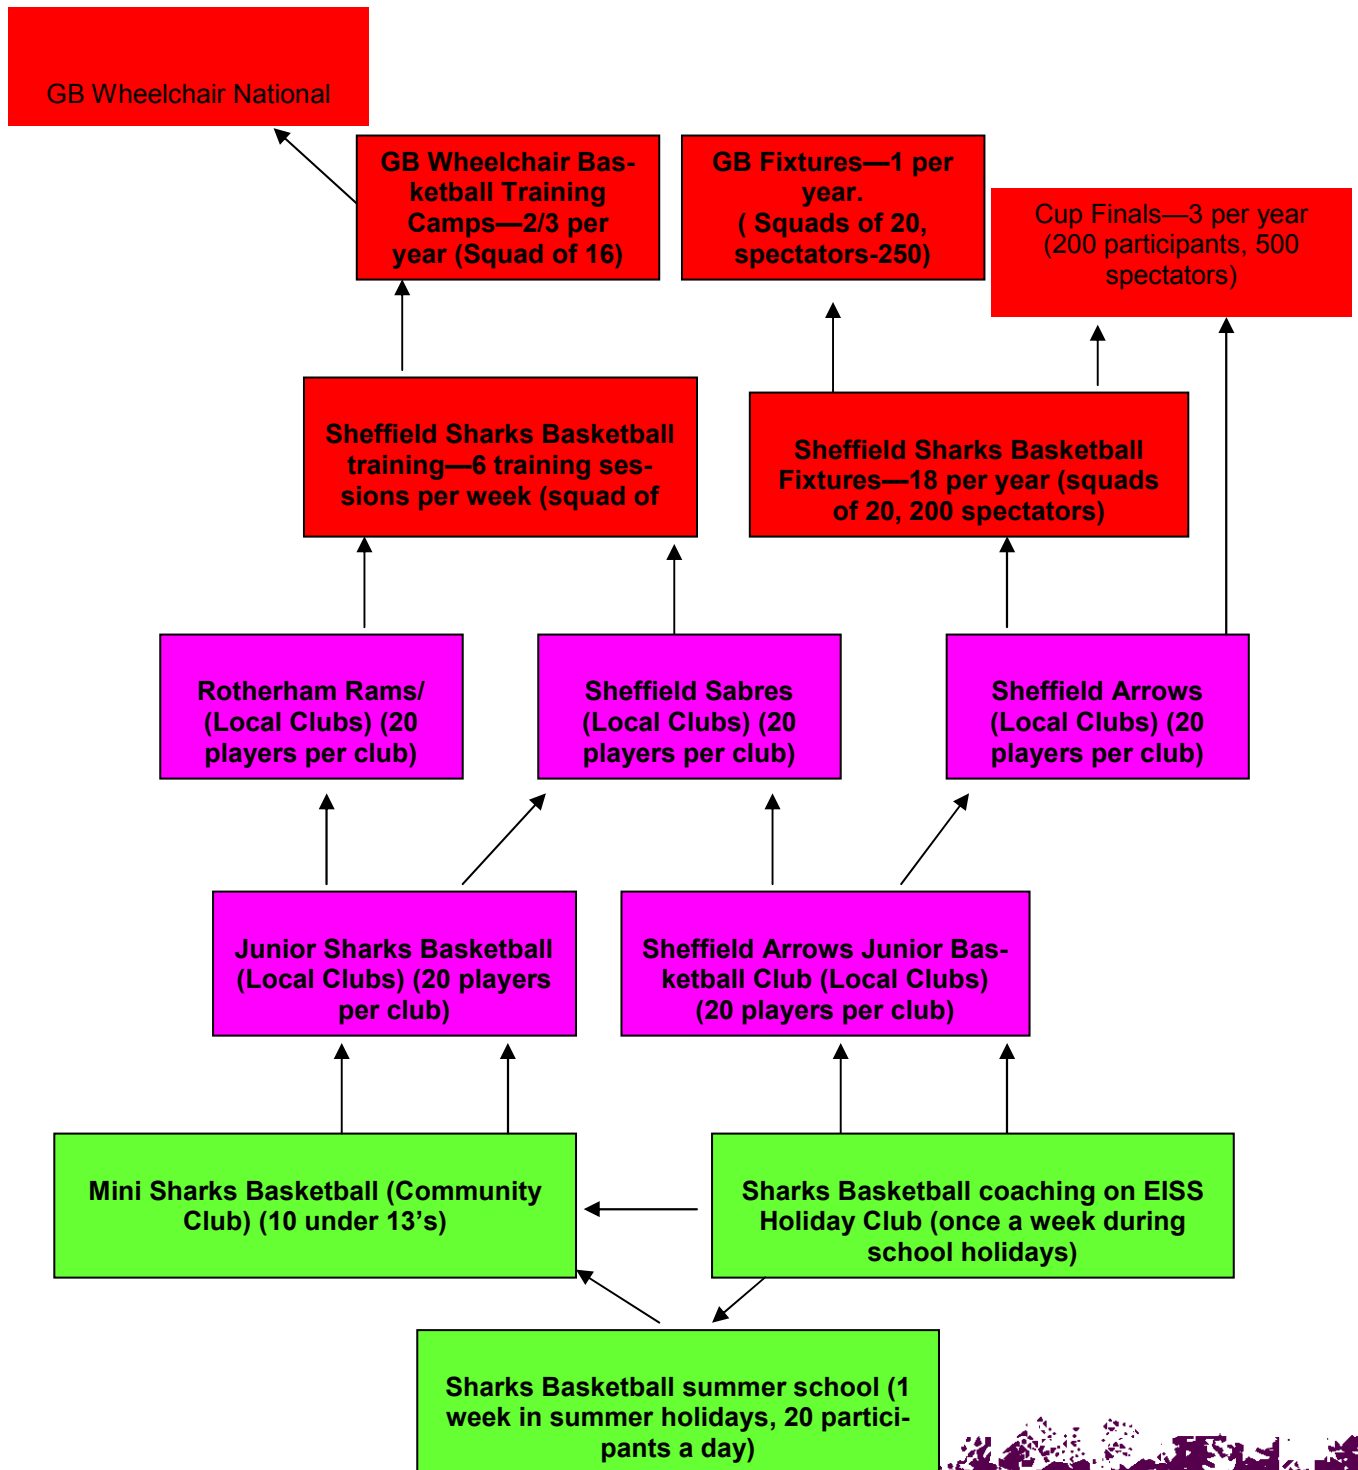 GB Wheelchair National
GB Wheelchair Bas-
ketball Training
Camps—2/3 per
year (Squad of 16)
GB Fixtures—1 per
year.
( Squads of 20,
spectators-250)
Cup Finals—3 per year
(200 participants, 500
spectators)
Sheffield Sharks Basketball
training—6 training ses-
sions per week (squad of
Sheffield Sharks Basketball
Fixtures—18 per year (squads
of 20, 200 spectators)
Rotherham Rams/
(Local Clubs) (20
players per club)
Sheffield Sabres
(Local Clubs) (20
players per club)
Sheffield Arrows
(Local Clubs) (20
players per club)
Junior Sharks Basketball
(Local Clubs) (20 players
per club)
Sheffield Arrows Junior Bas-
ketball Club (Local Clubs)
(20 players per club)
Mini Sharks Basketball (Community
Club) (10 under 13’s)
Sharks Basketball coaching on EISS
Holiday Club (once a week during
school holidays)
Sharks Basketball summer school (1
week in summer holidays, 20 partici-
pants a day)